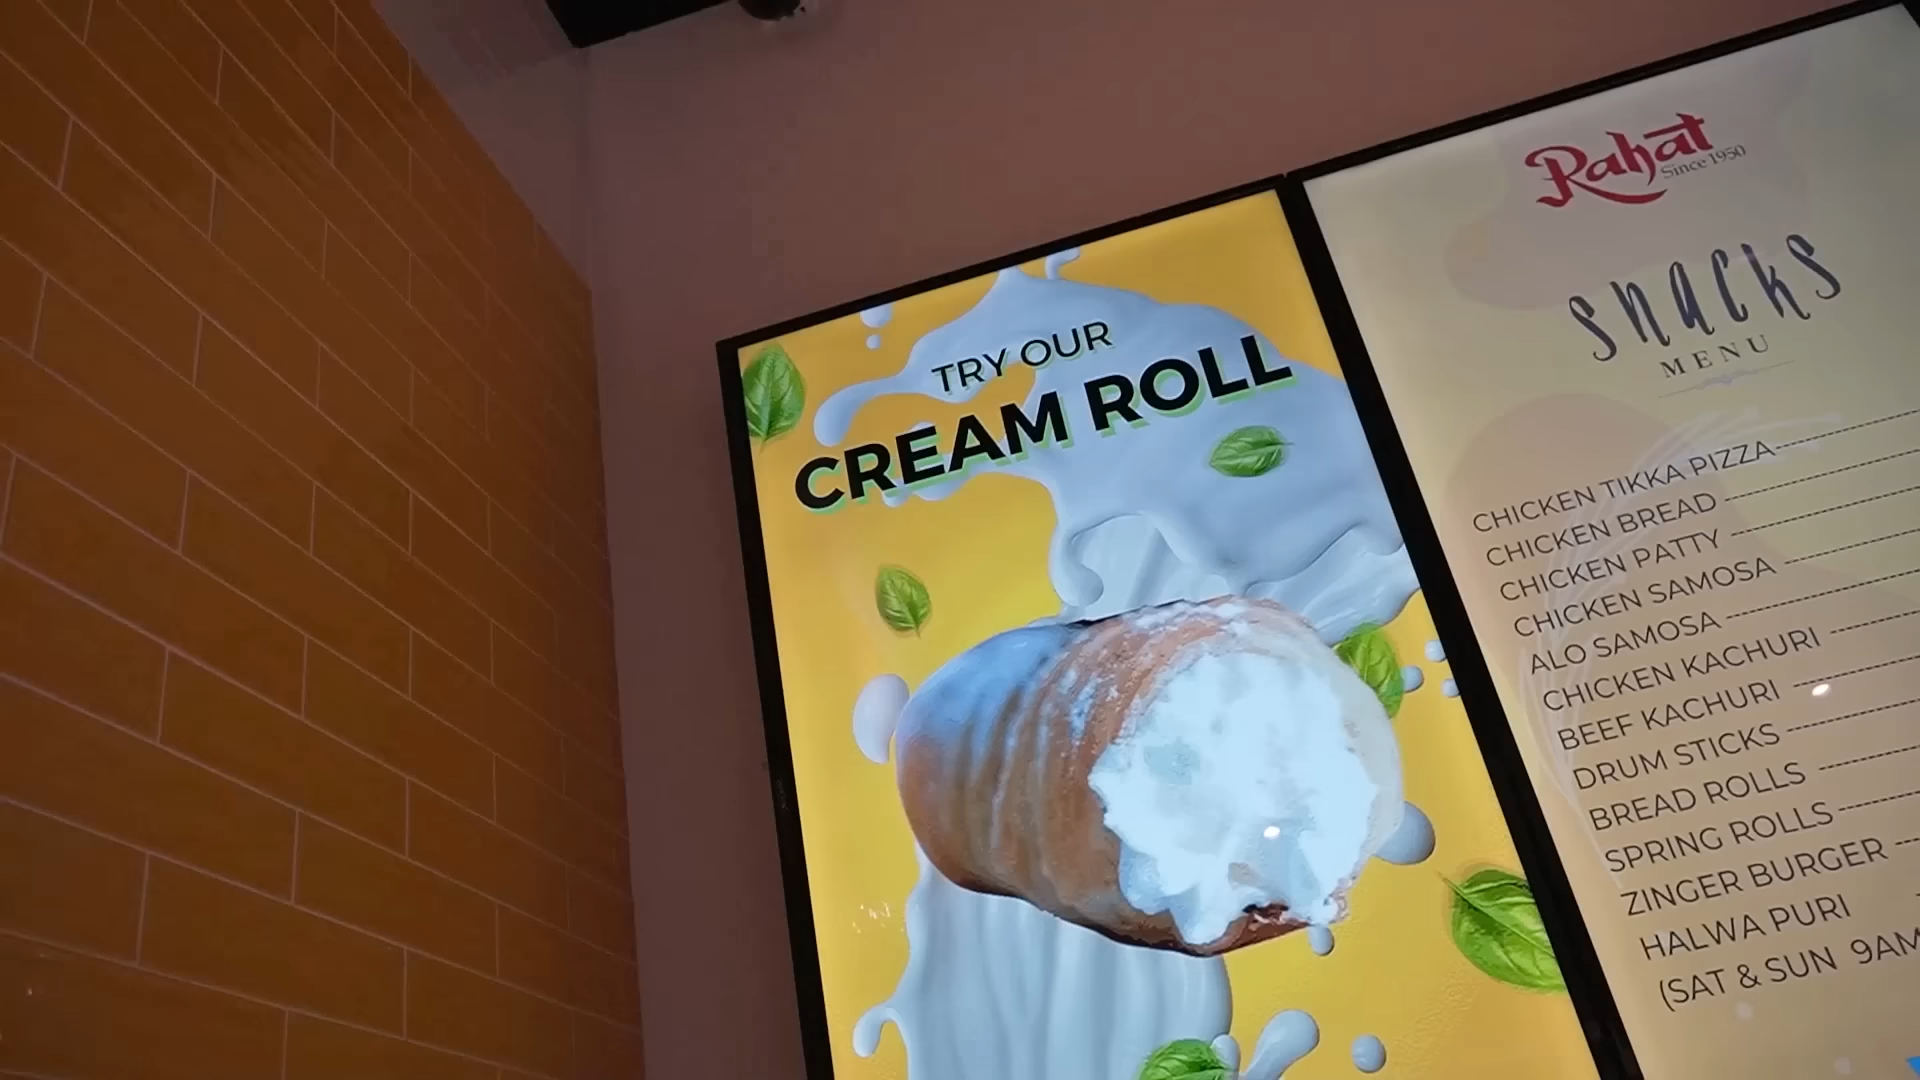 TRY OUR
CREAM ROLL
Rahat
Since 1950
snacks
MENU
CHICKEN TIKKA PIZZA
CHICKEN BREAD
CHICKEN PATTY
CHICKEN SAMOSA
ALO SAMOSA
CHICKEN KACHURI
BEEF KACHURI
DRUM STICKS
BREAD ROLLS
SPRING ROLLS
ZINGER BURGER
HALWA PURI
(SAT & SUN 9AM